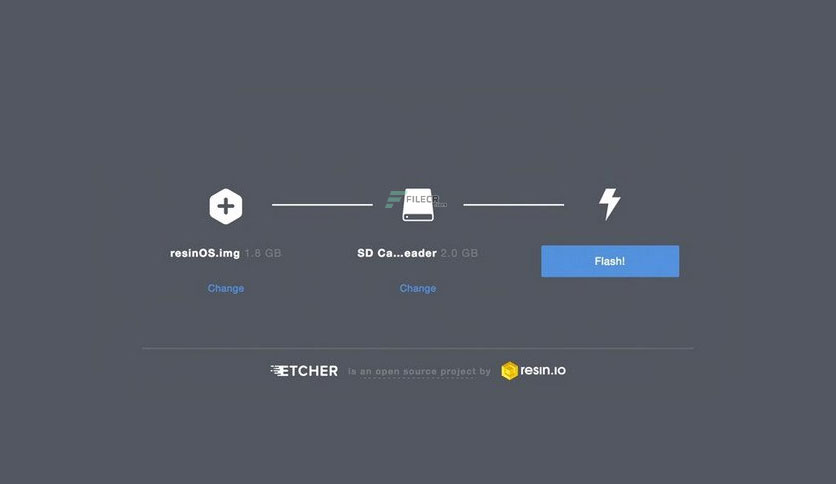 FILECR
resinOS.img 1.8 GB
SD Ca...eader 2.0 GB
Flash!
Change
Change
ETCHER is an open source project by resin.io